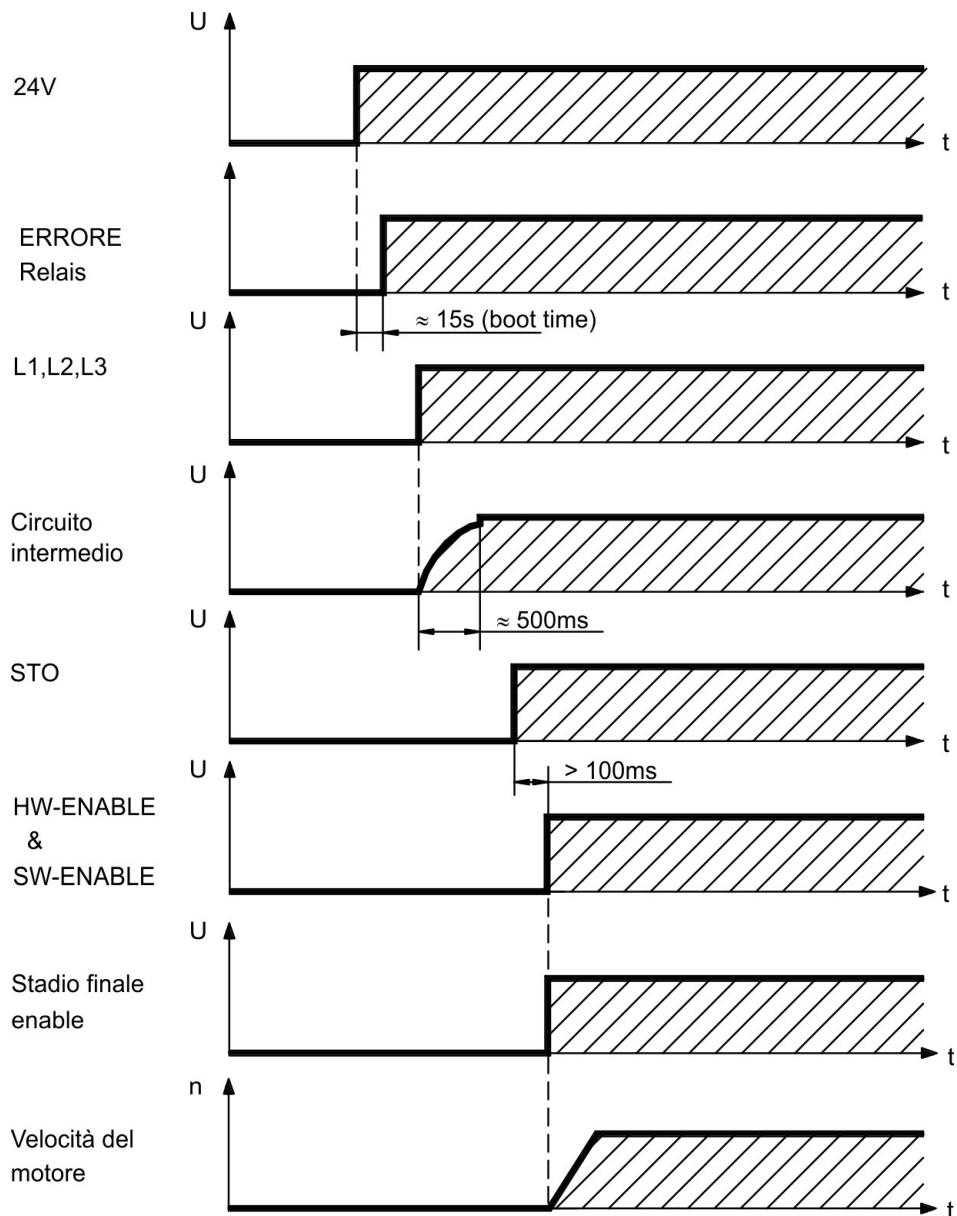 U
24V
t
ERRORE
Relais
t
≈ 15s (boot time)
U
L1,L2,L3
t
U
Circuito
intermedio
t
≈ 500ms
U
STO
t
U
> 100ms
HW-ENABLE
&
SW-ENABLE
t
U
Stadio finale
enable
t
n
Velocità del
motore
t